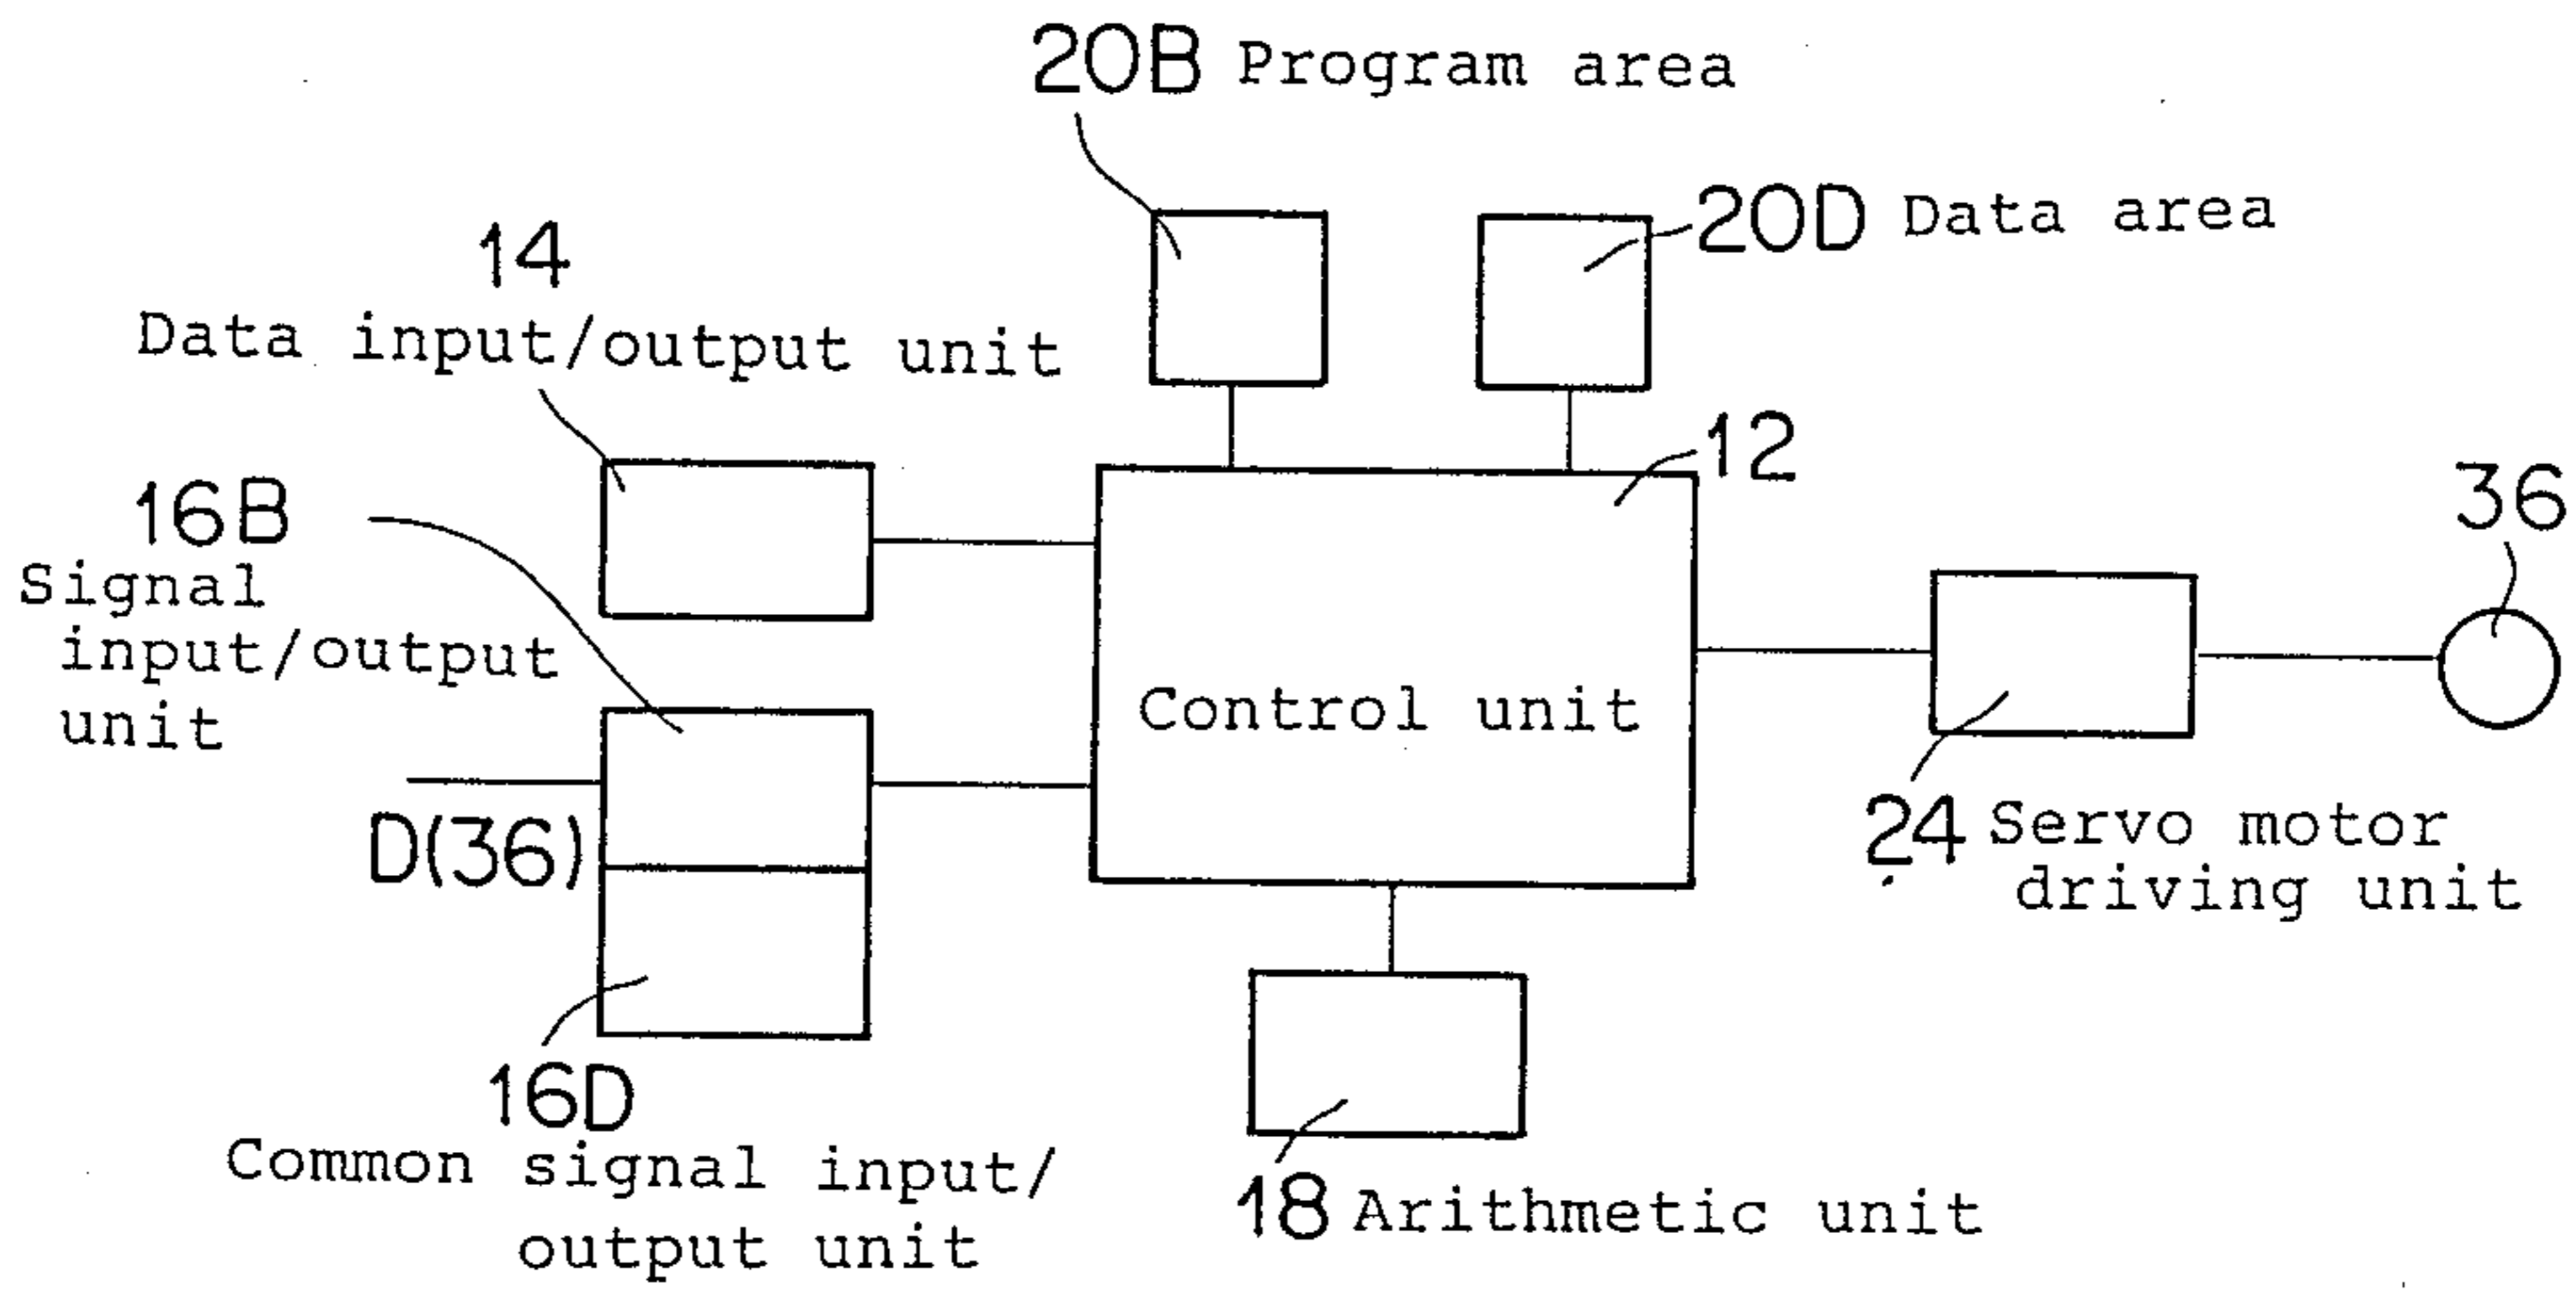 20B Program area
20D Data area
14
Data input/output unit
12
16B
Signal
input/output
unit
36
Control unit
D(36)
24 Servo motor
driving unit
16D
Common signal input/
output unit
18 Arithmetic unit